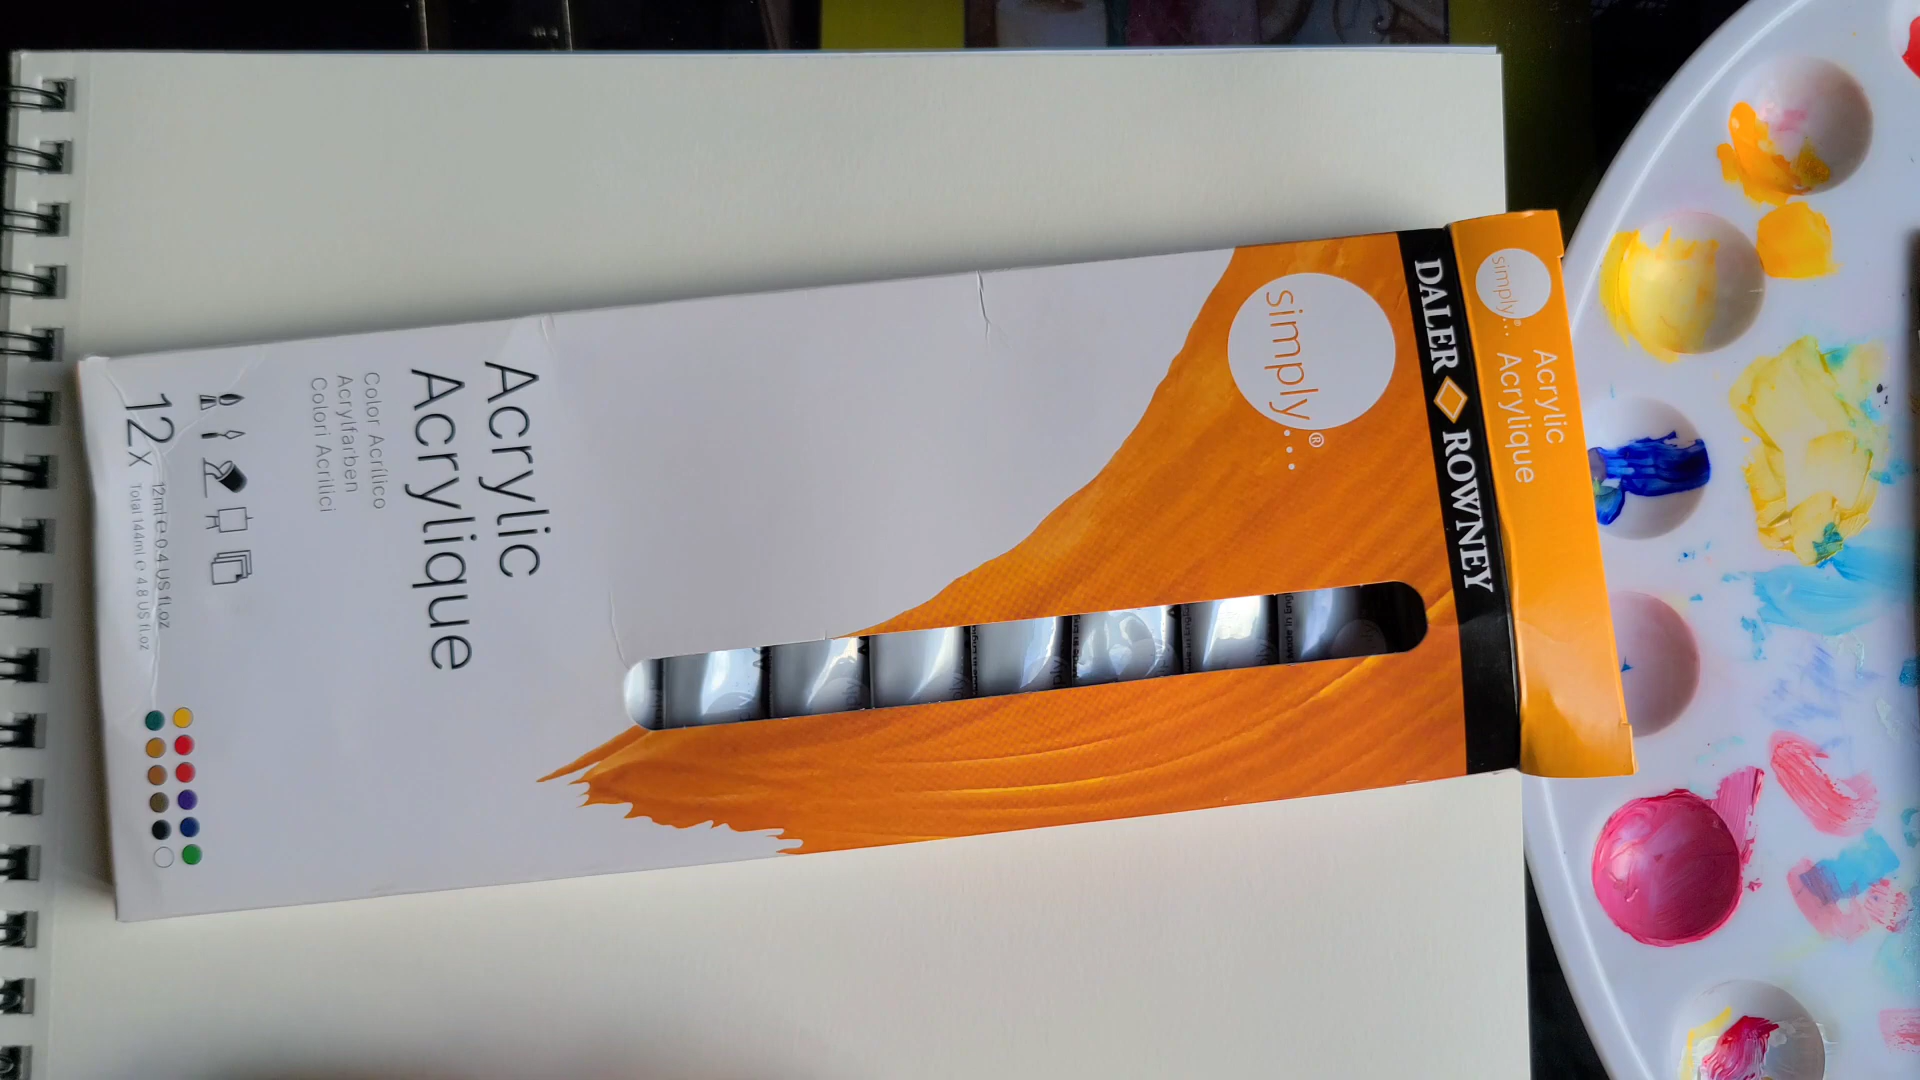 simply...®
Acrylic
Acrylique
DALER ROWNEY
simply...®
Acrylic
Acrylique
Color Acrílico
Acrylfarben
Colori Acrilici
12x
12ml e 0.4 US fl.oz
Total 144ml e 4.8 US fl.oz